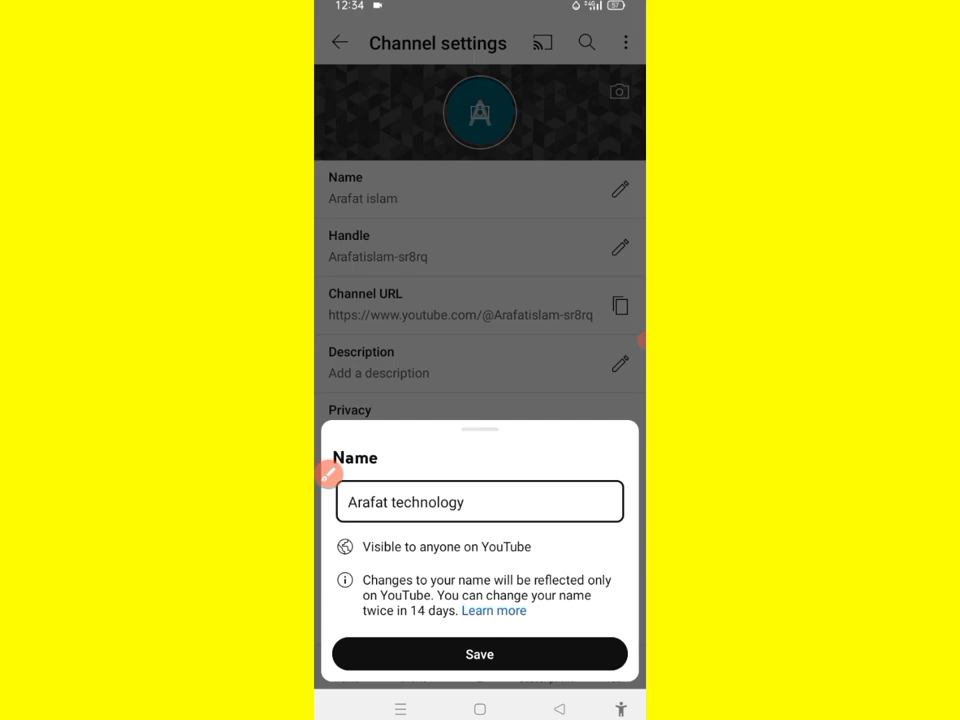 12:34
57
Channel settings
A
Name
Arafat islam
Handle
Arafatislam-sr8rq
Channel URL
https://www.youtube.com/@Arafatislam-sr8rq
Description
Add a description
Privacy
Name
Arafat technology
Visible to anyone on YouTube
Changes to your name will be reflected only
on YouTube. You can change your name
twice in 14 days. Learn more
Save